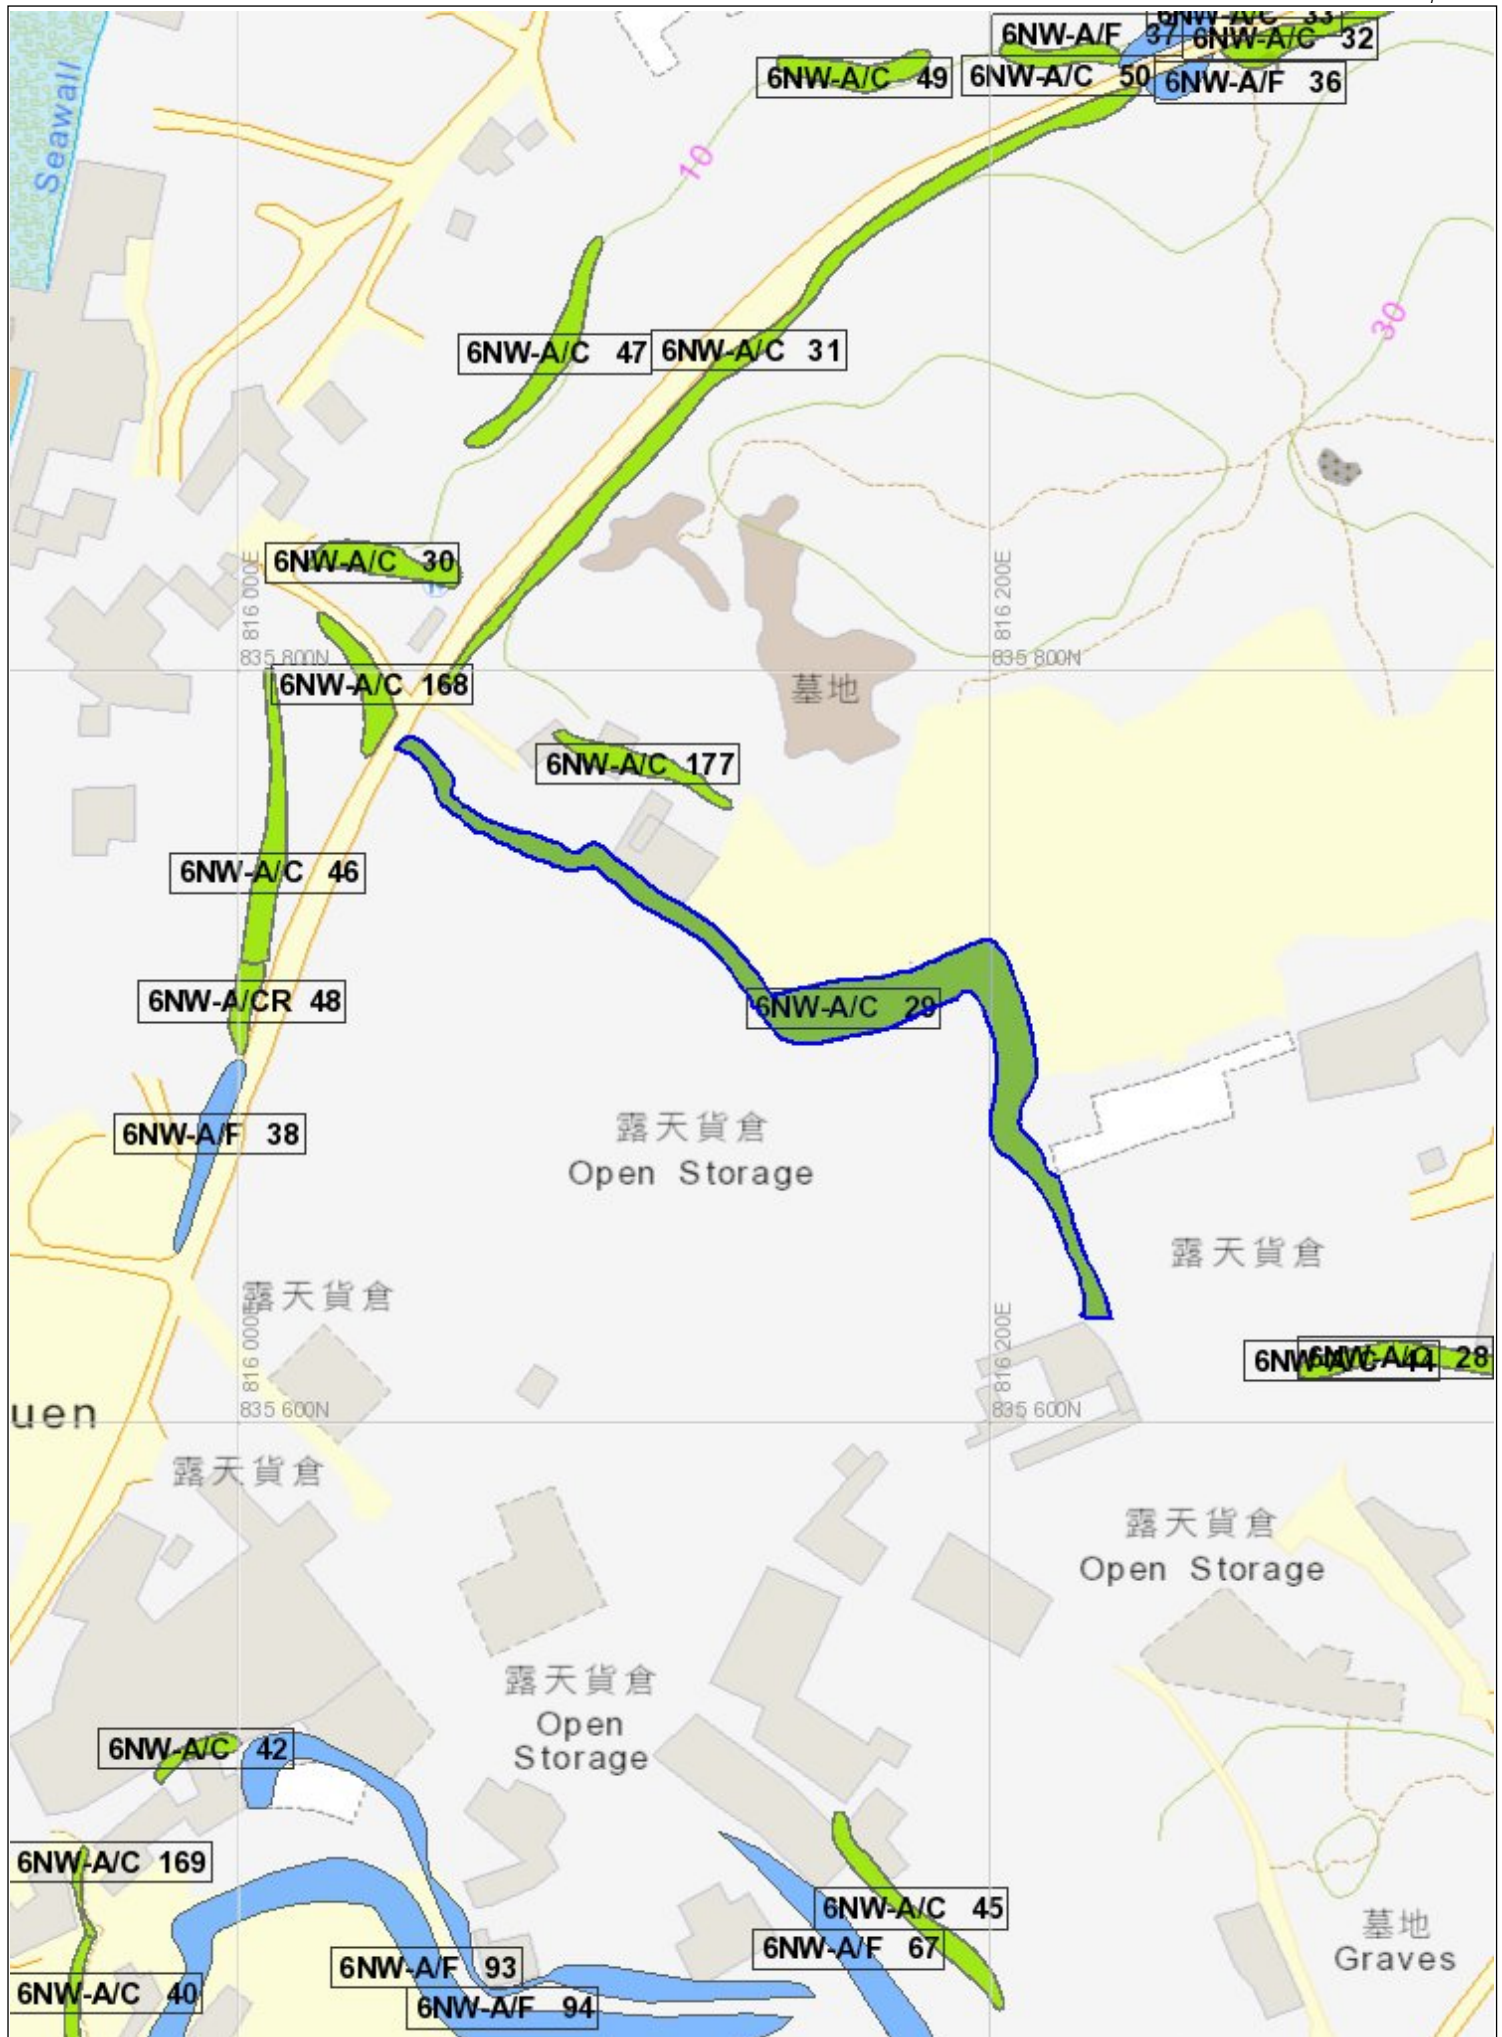 6NW-A/C 33
6NW-A/F 37
6NW-A/C 32
6NW-A/C 49
6NW-A/C 50
6NW-A/F 36
Seawall
10
30
6NW-A/C 47
6NW-A/C 31
6NW-A/C 30
816 000E
816 200E
835 800N
835 800N
6NW-A/C 168
墓地
6NW-A/C 177
6NW-A/C 46
6NW-A/CR 48
6NW-A/C 29
6NW-A/F 38
露天貨倉
Open Storage
露天貨倉
露天貨倉
816 000E
816 200E
6NW-A/C 44
6NW-A/C 28
uen
835 600N
835 600N
露天貨倉
露天貨倉
Open Storage
露天貨倉
Open
Storage
6NW-A/C 42
6NW-A/C 169
6NW-A/C 45
墓地
Graves
6NW-A/F 67
6NW-A/F 93
6NW-A/C 40
6NW-A/F 94